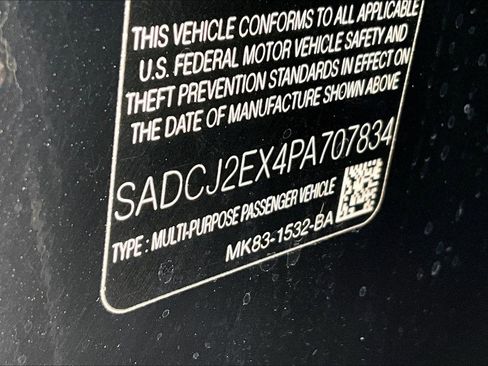 THIS VEHICLE CONFORMS TO ALL APPLICABLE
U.S. FEDERAL MOTOR VEHICLE SAFETY AND
THEFT PREVENTION STANDARDS IN EFFECT ON
THE DATE OF MANUFACTURE SHOWN ABOVE
SADCJ2EX4PA707834
TYPE : MULTI-PURPOSE PASSENGER VEHICLE
MK83-1532-BA